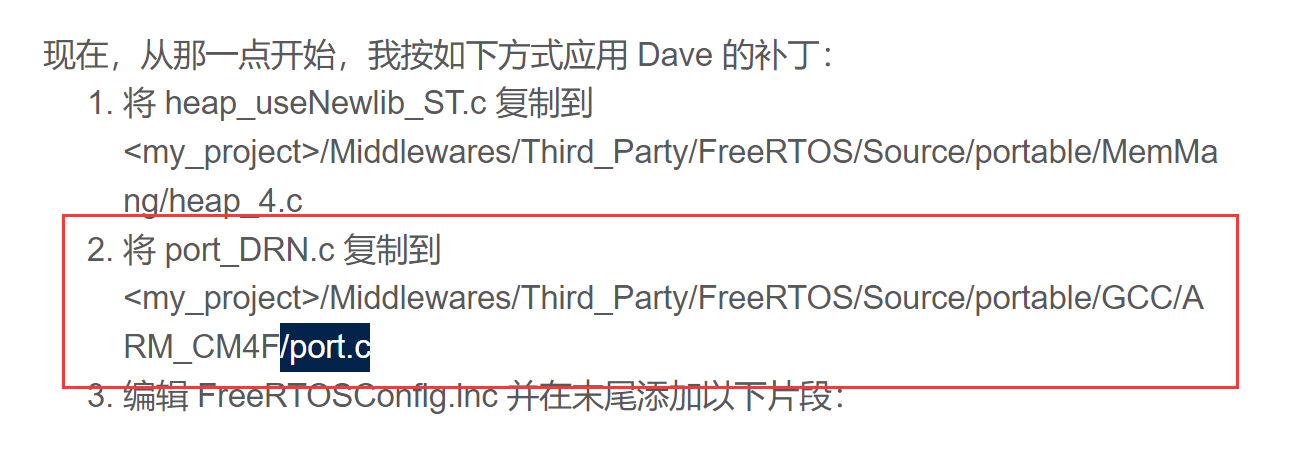 现在，从那一点开始，我按如下方式应用 Dave 的补丁：
1. 将 heap_useNewlib_ST.c 复制到
<my_project>/Middlewares/Third_Party/FreeRTOS/Source/portable/MemMa
ng/heap_4.c
2. 将 port_DRN.c 复制到
<my_project>/Middlewares/Third_Party/FreeRTOS/Source/portable/GCC/A
RM_CM4F/port.c
3. 编辑 FreeRTOSConfig.Inc 并在末尾添加以下片段：